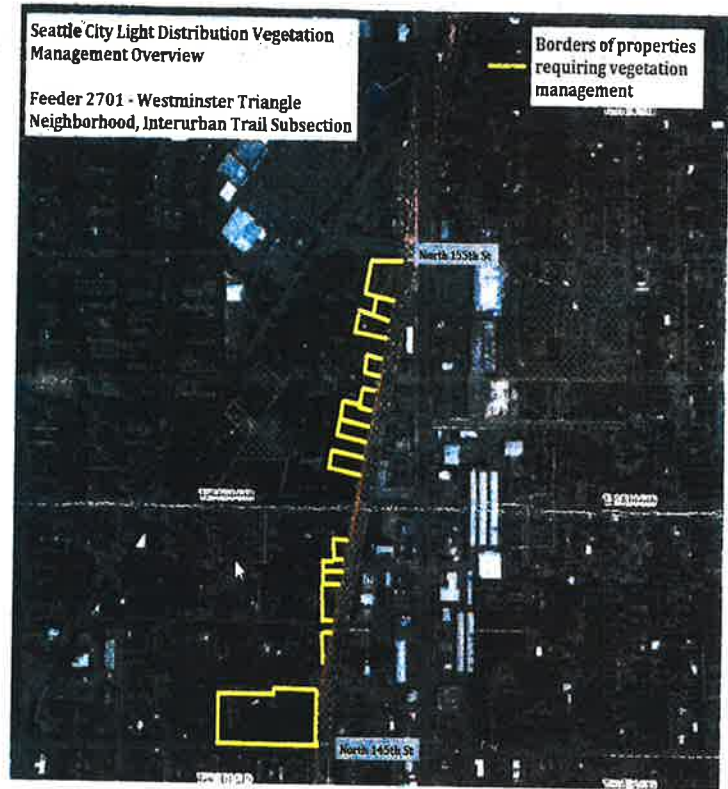 Seattle City Light Distribution Vegetation
Management Overview
Feeder 2701 - Westminster Triangle
Neighborhood, Interurban Trail Subsection
Borders of properties
requiring vegetation
management
North 155th St
North 145th St